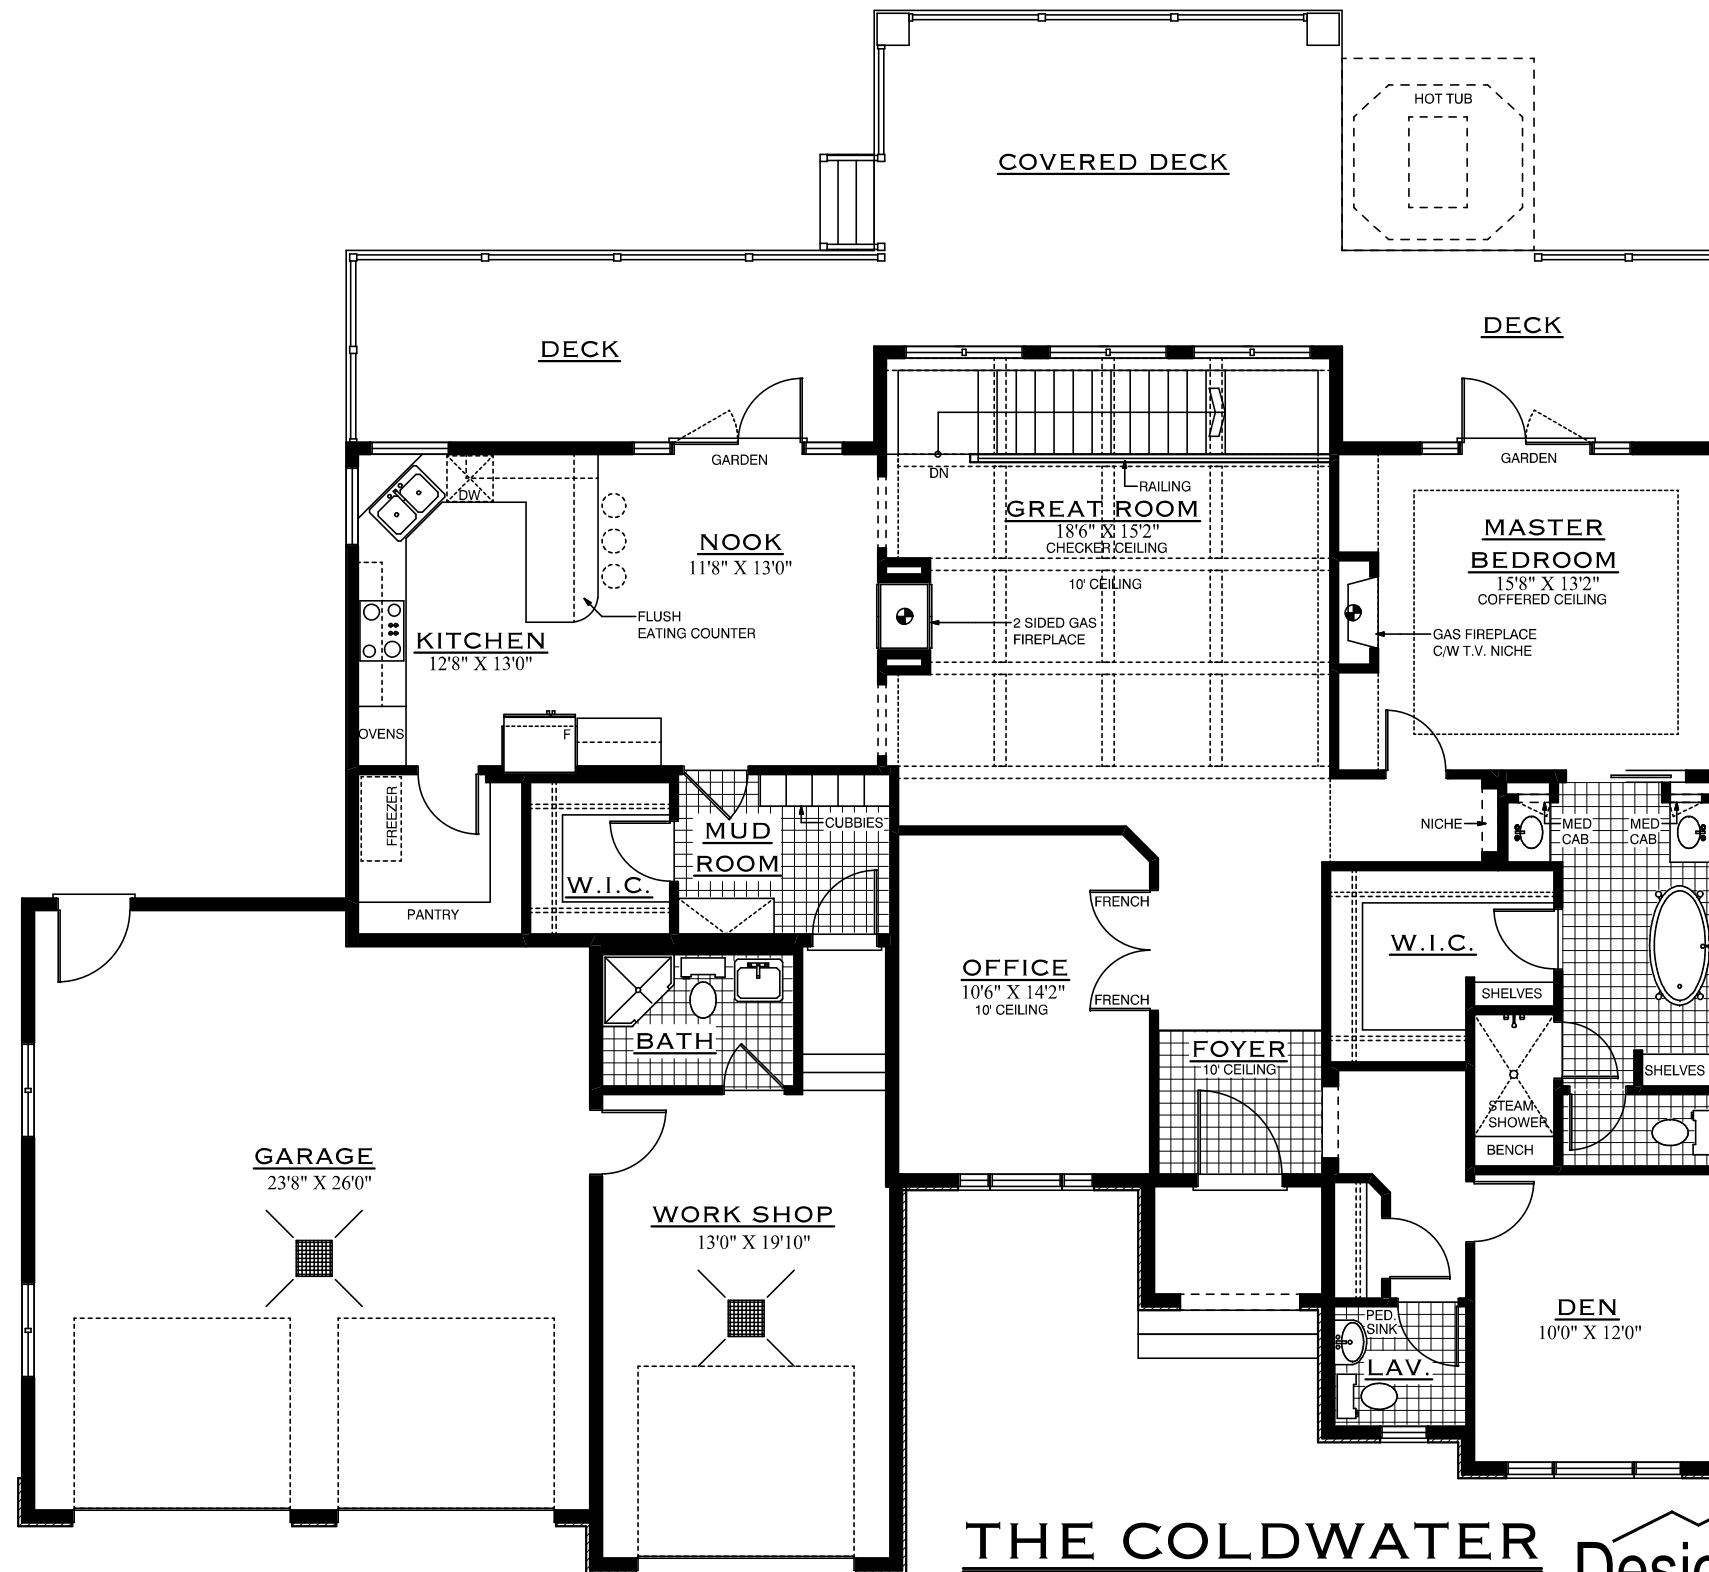 HOT TUB
COVERED DECK
DECK
DECK
GARDEN
DN
RAILING
GARDEN
DW
GREAT ROOM
18'6" X 15'2"
CHECKER CEILING
10' CEILING
NOOK
11'8" X 13'0"
MASTER
BEDROOM
15'8" X 13'2"
COFFERED CEILING
FLUSH
EATING COUNTER
2 SIDED GAS
FIREPLACE
GAS FIREPLACE
C/W T.V. NICHE
KITCHEN
12'8" X 13'0"
OVENS
F
FREEZER
MUD
ROOM
CUBBIES
NICHE
MED
CAB
MED
CAB
W.I.C.
PANTRY
FRENCH
W.I.C.
OFFICE
10'6" X 14'2"
10' CEILING
FRENCH
SHELVES
BATH
FOYER
10' CEILING
SHELVES
STEAM
SHOWER
BENCH
GARAGE
23'8" X 26'0"
WORK SHOP
13'0" X 19'10"
DEN
10'0" X 12'0"
PED.
SINK
LAV.
THE COLDWATER
Desig